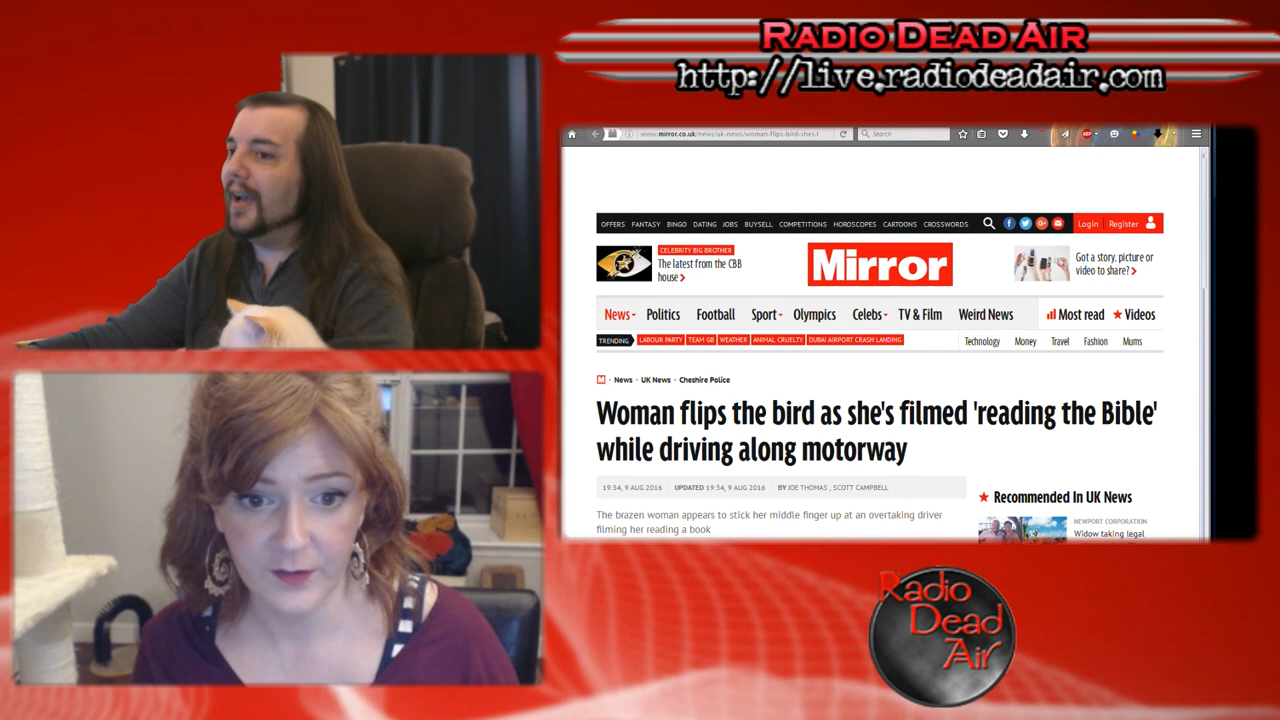 RADIO DEAD AIR
http://live.radiodeadair.com
www.mirror.co.uk/news/uk-news/woman-flips-bird-shes-f
Search
ABP
OFFERS FANTASY BINGO DATING JOBS BUYSELL COMPETITIONS HOROSCOPES CARTOONS CROSSWORDS
Login Register
CELEBRITY BIG BROTHER
The latest from the CBB
house
Mirror
Got a story, picture or
video to share?
News Politics Football Sport Olympics Celebs TV & Film Weird News Most read Videos
TRENDING LABOUR PARTY TEAM GB WEATHER ANIMAL CRUELTY DUBAI AIRPORT CRASH LANDING Technology Money Travel Fashion Mums
M News UK News Cheshire Police
Woman flips the bird as she's filmed 'reading the Bible'
while driving along motorway
19:34, 9 AUG 2016 UPDATED 19:34, 9 AUG 2016 BY JOE THOMAS , SCOTT CAMPBELL
The brazen woman appears to stick her middle finger up at an overtaking driver
filming her reading a book
Recommended In UK News
NEWPORT CORPORATION
Widow taking legal
Radio
Dead
Air